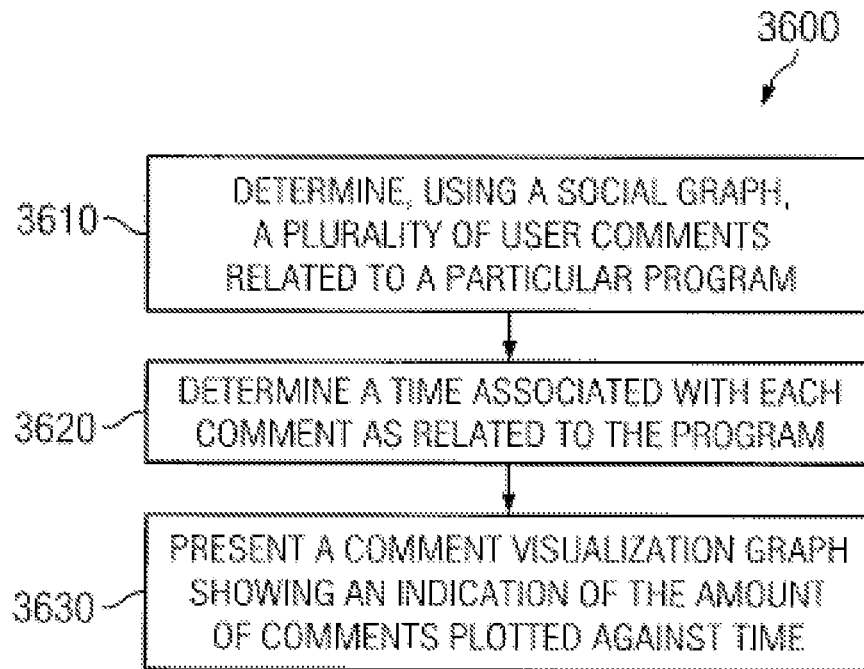 3600
3610
DETERMINE, USING A SOCIAL GRAPH,
A PLURALITY OF USER COMMENTS
RELATED TO A PARTICULAR PROGRAM
3620
DETERMINE A TIME ASSOCIATED WITH EACH
COMMENT AS RELATED TO THE PROGRAM
3630
PRESENT A COMMENT VISUALIZATION GRAPH
SHOWING AN INDICATION OF THE AMOUNT
OF COMMENTS PLOTTED AGAINST TIME